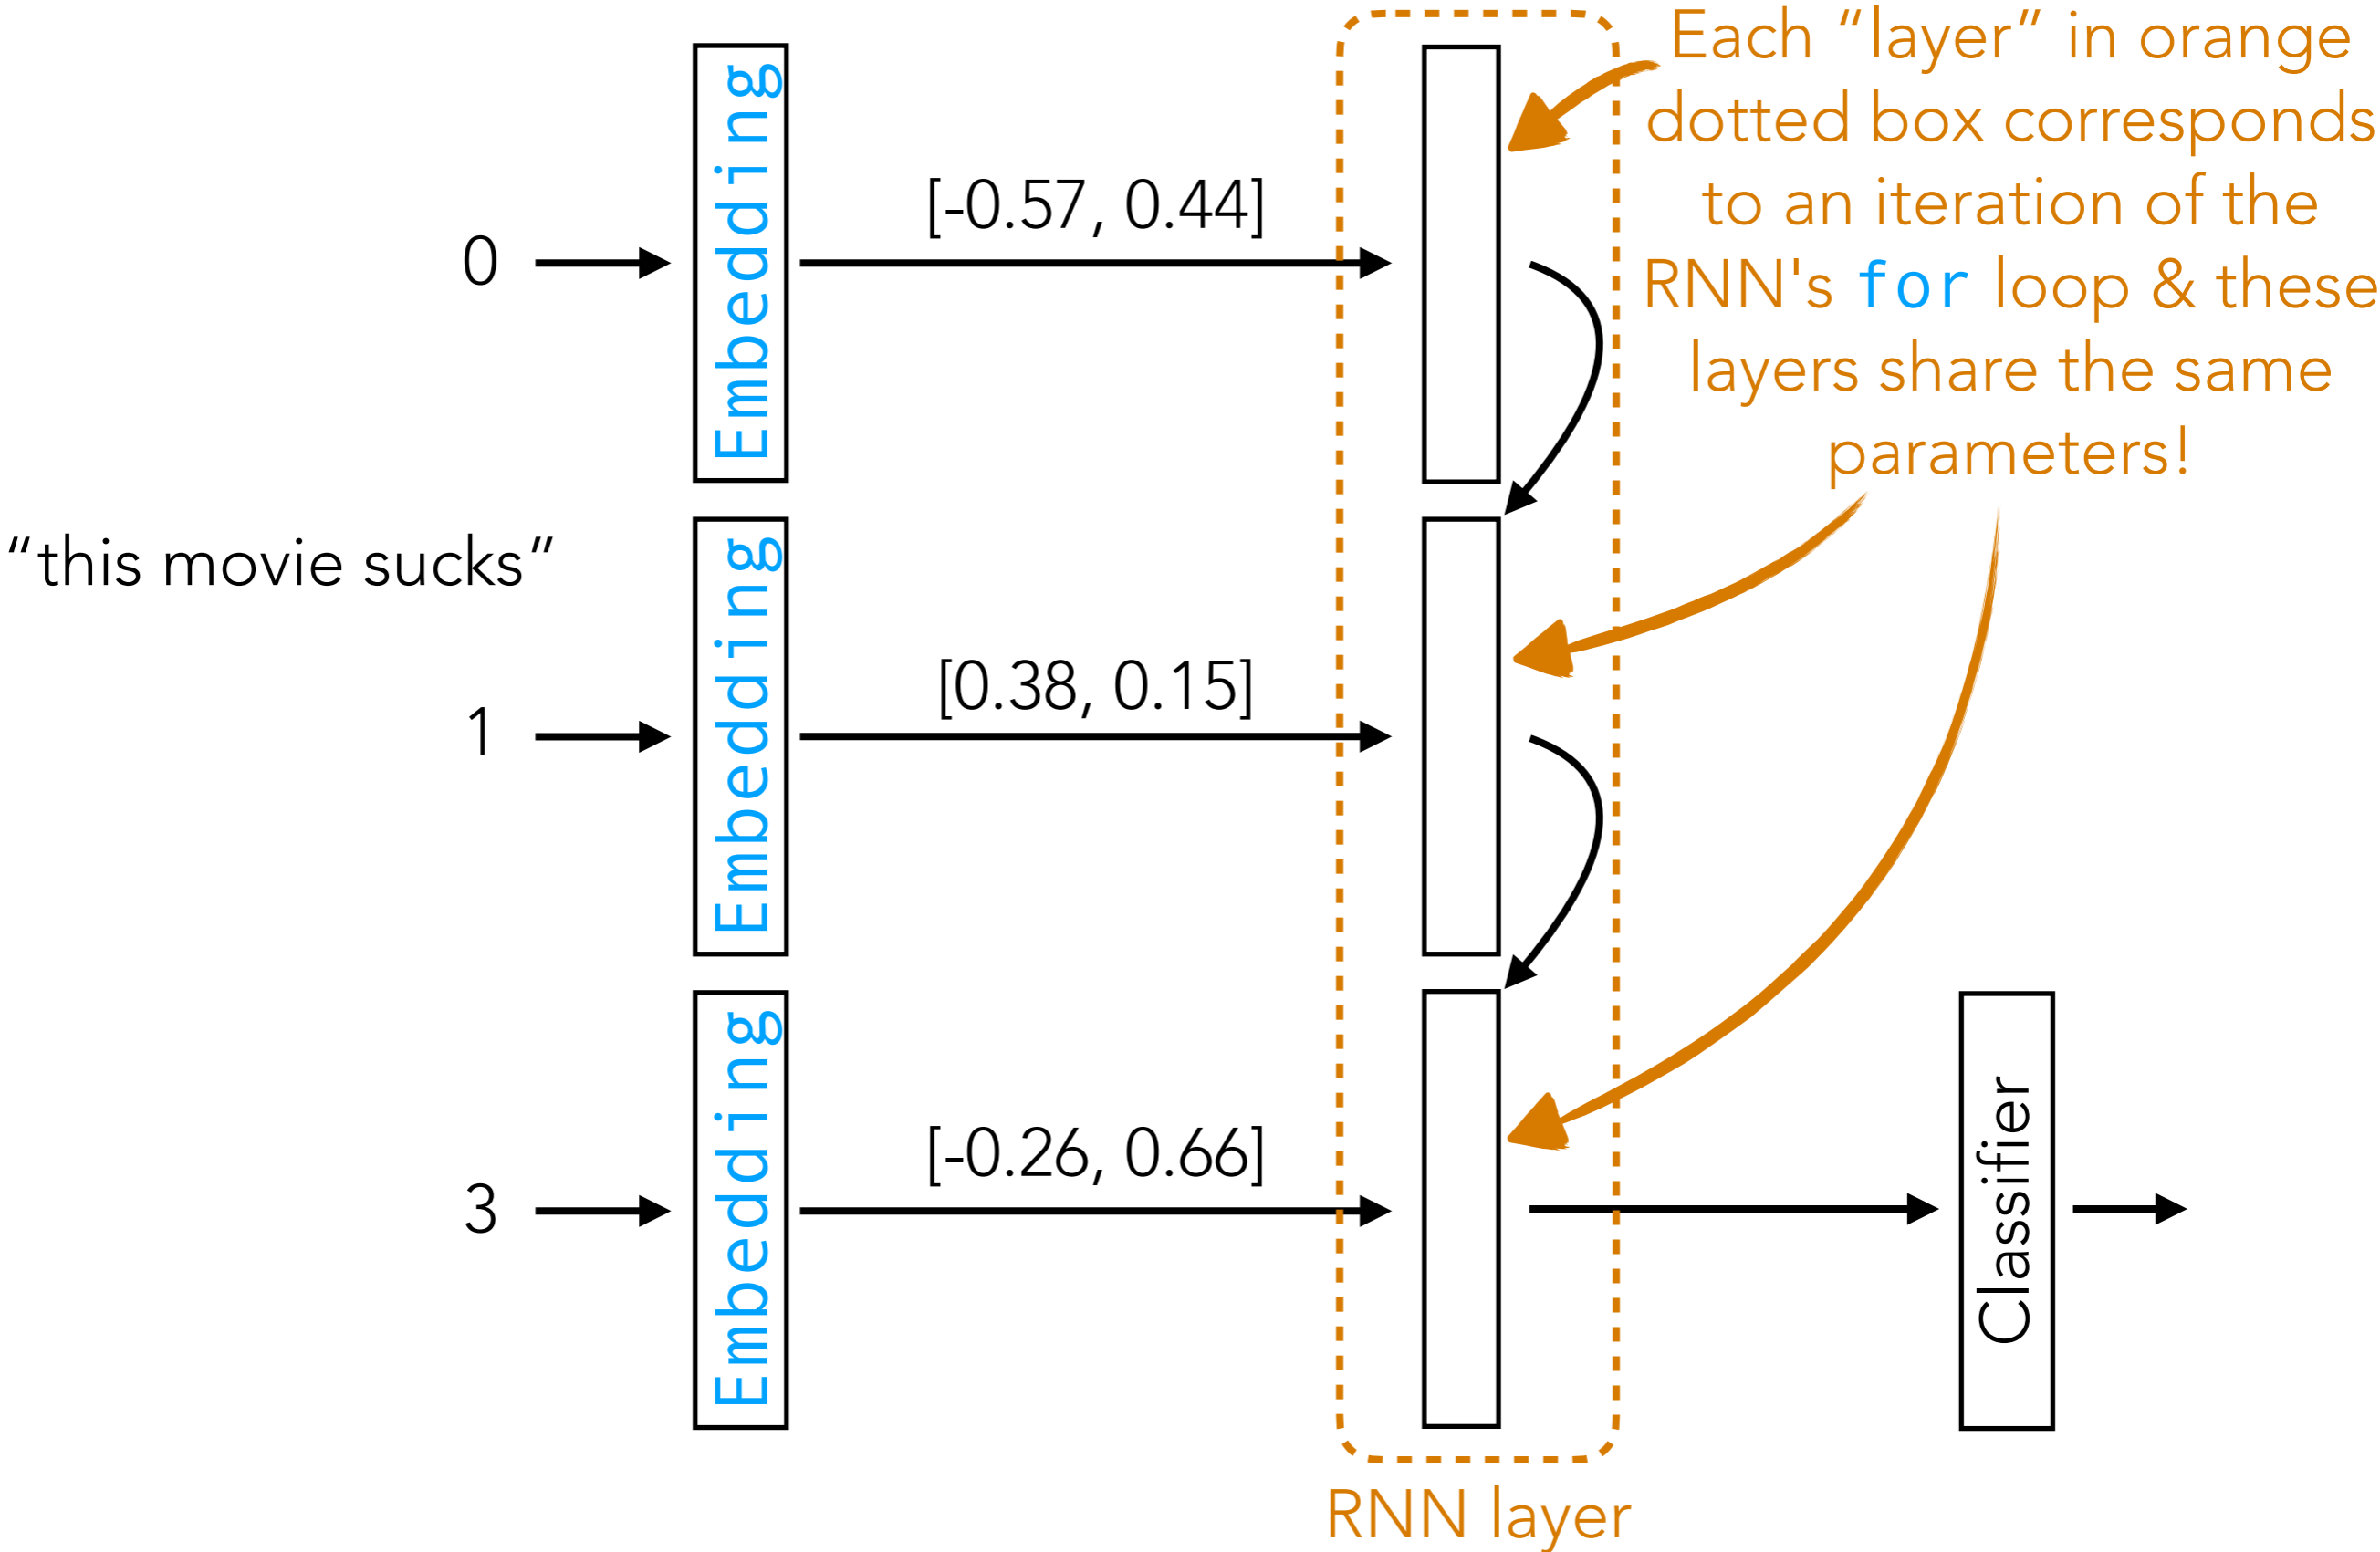 Each “layer” in orange
dotted box corresponds
to an iteration of the
RNN's for loop & these
layers share the same
parameters!
Embedding
[-0.57, 0.44]
0
“this movie sucks”
Embedding
[0.38, 0.15]
1
Embedding
[-0.26, 0.66]
3
Classifier
RNN layer